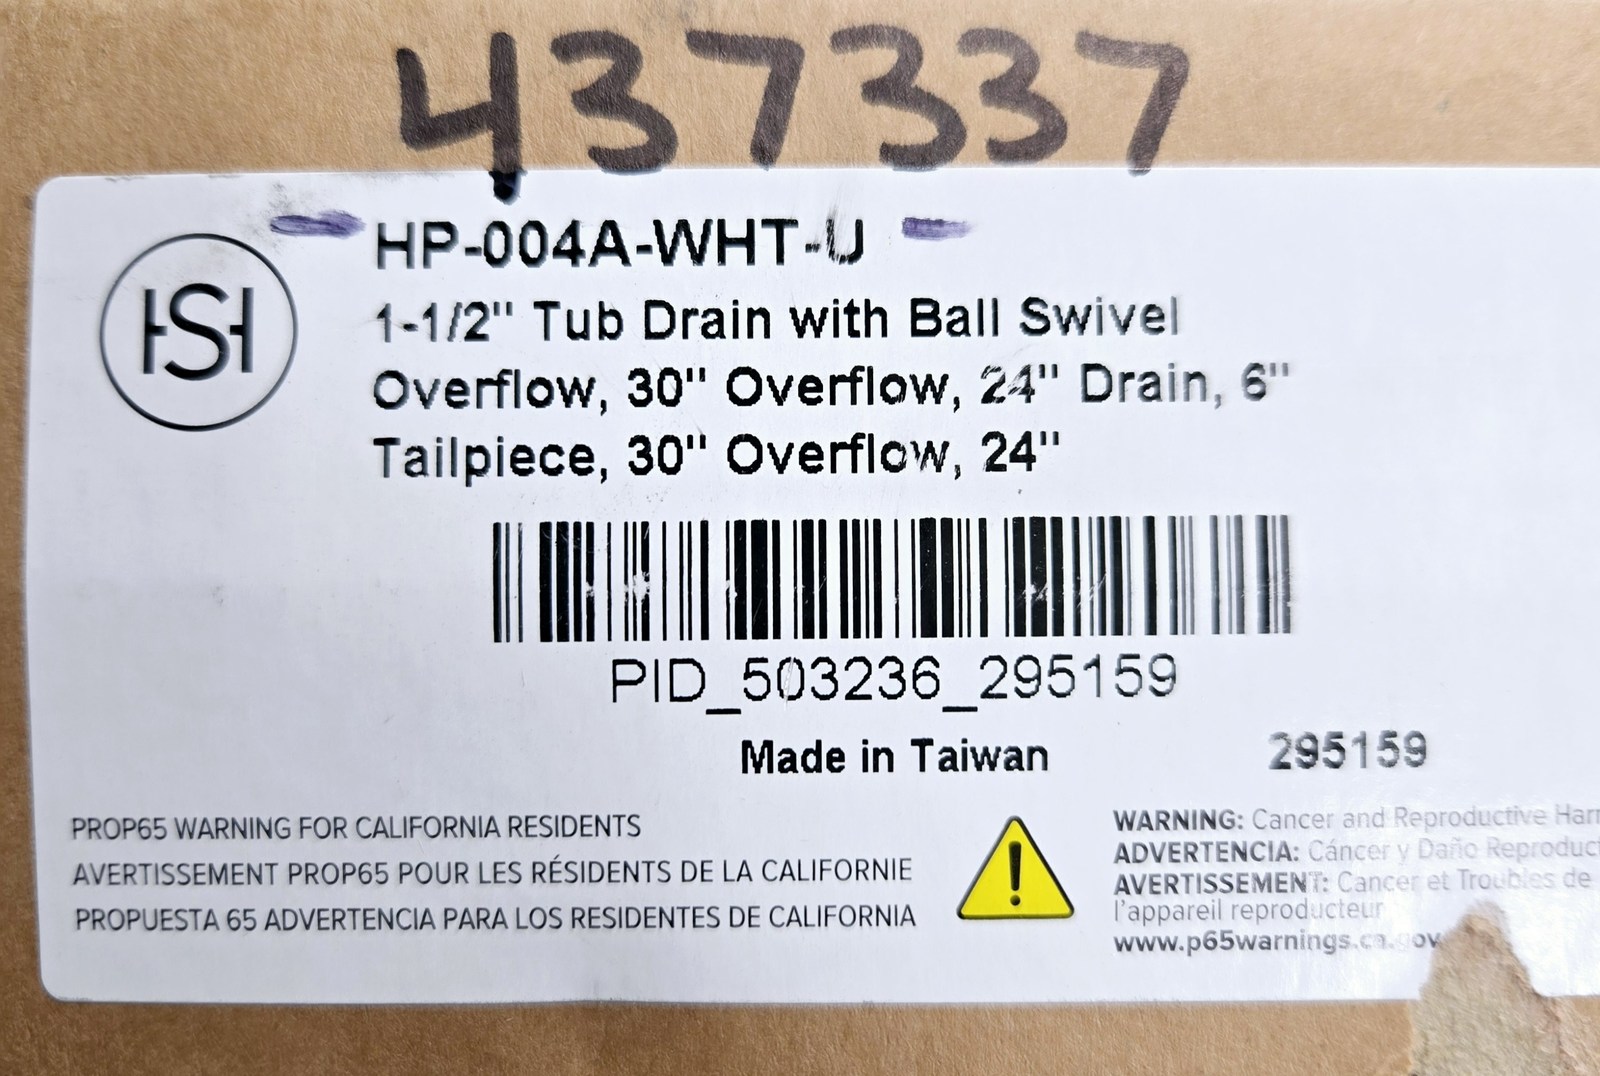 437337
HSH
HP-004A-WHT-U
1-1/2" Tub Drain with Ball Swivel
Overflow, 30" Overflow, 24" Drain, 6"
Tailpiece, 30" Overflow, 24"
PID_503236_295159
Made in Taiwan
295159
PROP65 WARNING FOR CALIFORNIA RESIDENTS
AVERTISSEMENT PROP65 POUR LES RÉSIDENTS DE LA CALIFORNIE
PROPUESTA 65 ADVERTENCIA PARA LOS RESIDENTES DE CALIFORNIA
WARNING: Cancer and Reproductive
ADVERTENCIA: Cáncer y Daño
AVERTISSEMENT: Cancer et Troubles de
l'appareil reproducteur
www.p65warnings.ca.gov